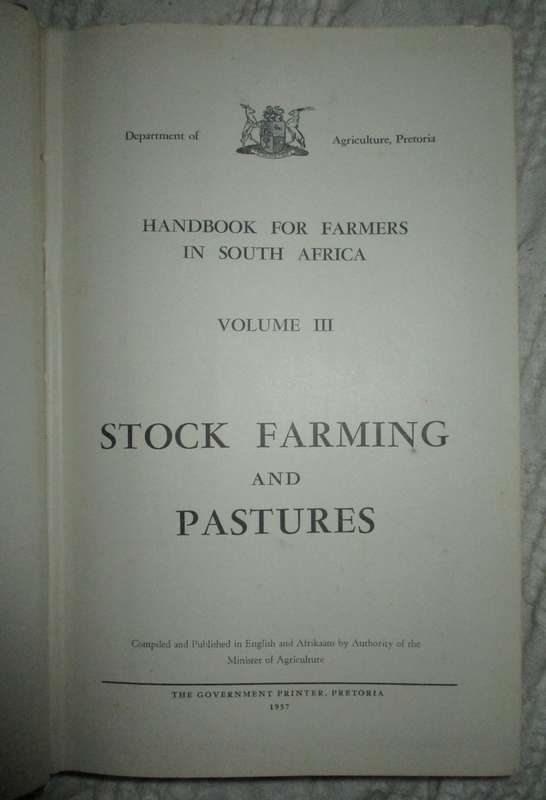 Department of Agriculture, Pretoria
HANDBOOK FOR FARMERS
IN SOUTH AFRICA
VOLUME III
STOCK FARMING
AND
PASTURES
Compiled and Published in English and Afrikaans by Authority of the
Minister of Agriculture
THE GOVERNMENT PRINTER, PRETORIA
1957